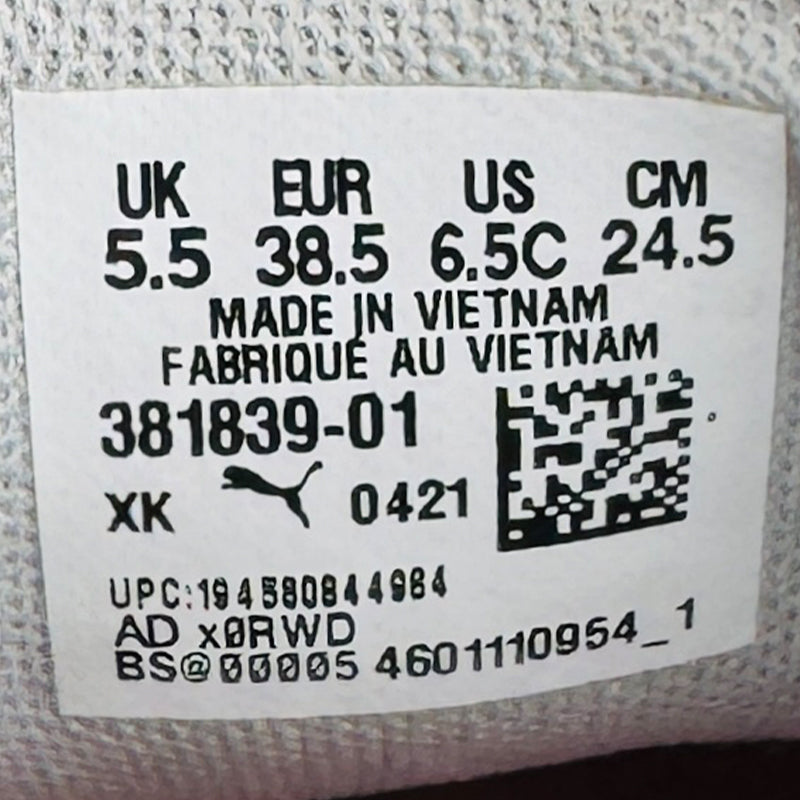 UK EUR US CM
5.5 38.5 6.5C 24.5
MADE IN VIETNAM
FABRIQUÉ AU VIETNAM
381839-01
XK 0421
UPC:194580844984
AD x0RWD
BS@00005 4601110954_1